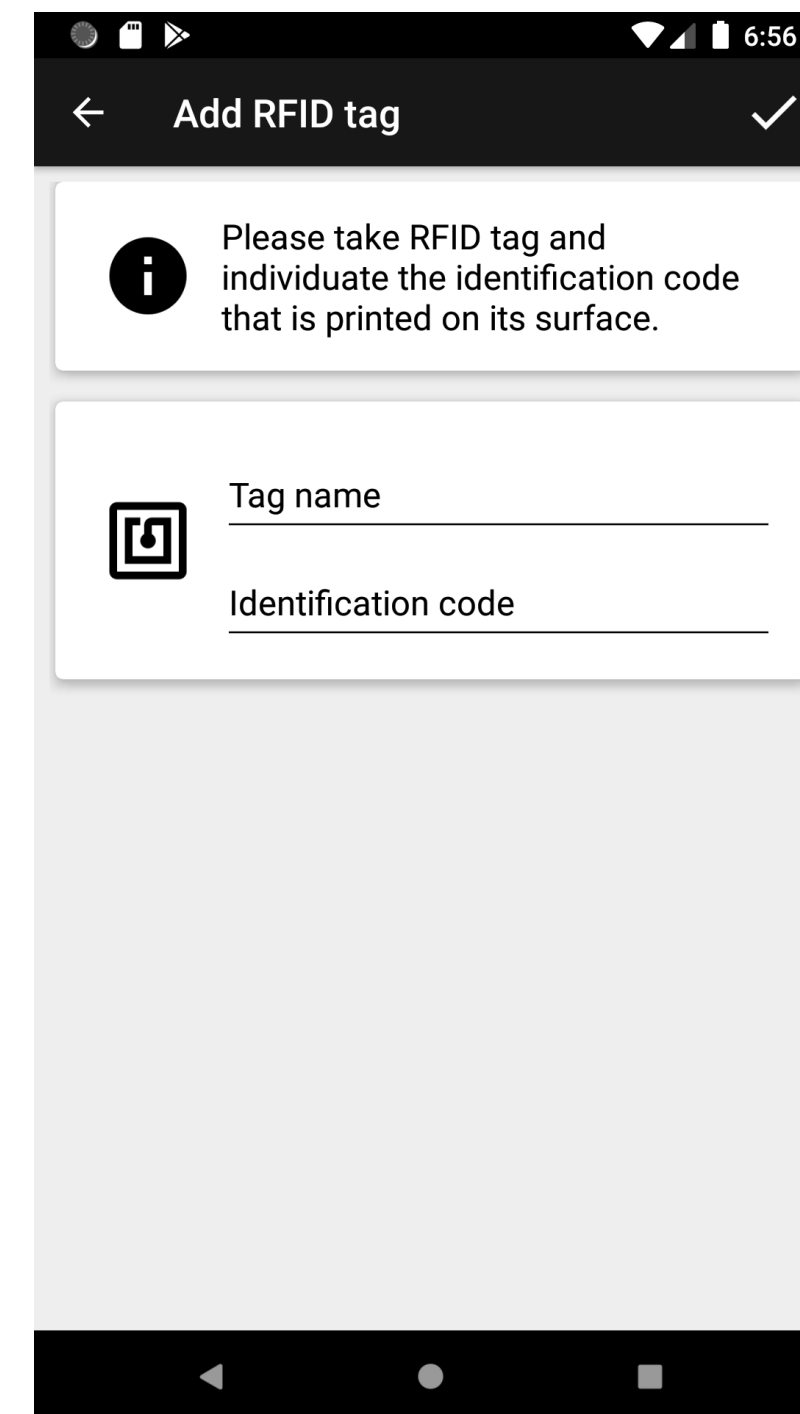 6:56
Add RFID tag
Please take RFID tag and
individuate the identification code
that is printed on its surface.
Tag name
Identification code